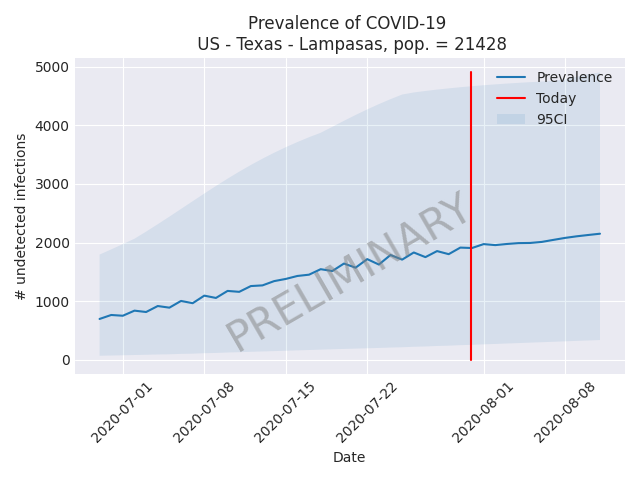 Prevalence of COVID-19
US - Texas - Lampasas, pop. = 21428
# undetected infections
5000
4000
3000
2000
1000
0
Prevalence
Today
95CI
PRELIMINARY
2020-07-01
2020-07-08
2020-07-15
2020-07-22
2020-08-01
2020-08-08
Date